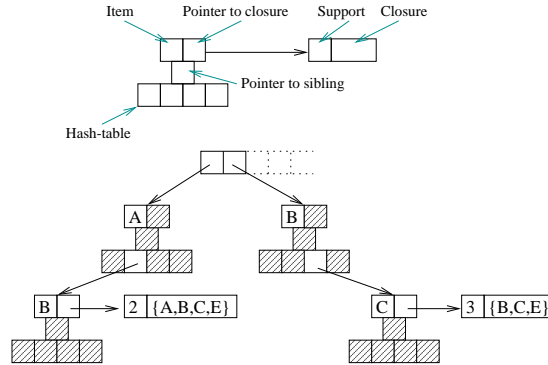 Item Pointer to closure Support Closure
Pointer to sibling
Hash-table
A B
B 2 {A,B,C,E} C 3 {B,C,E}